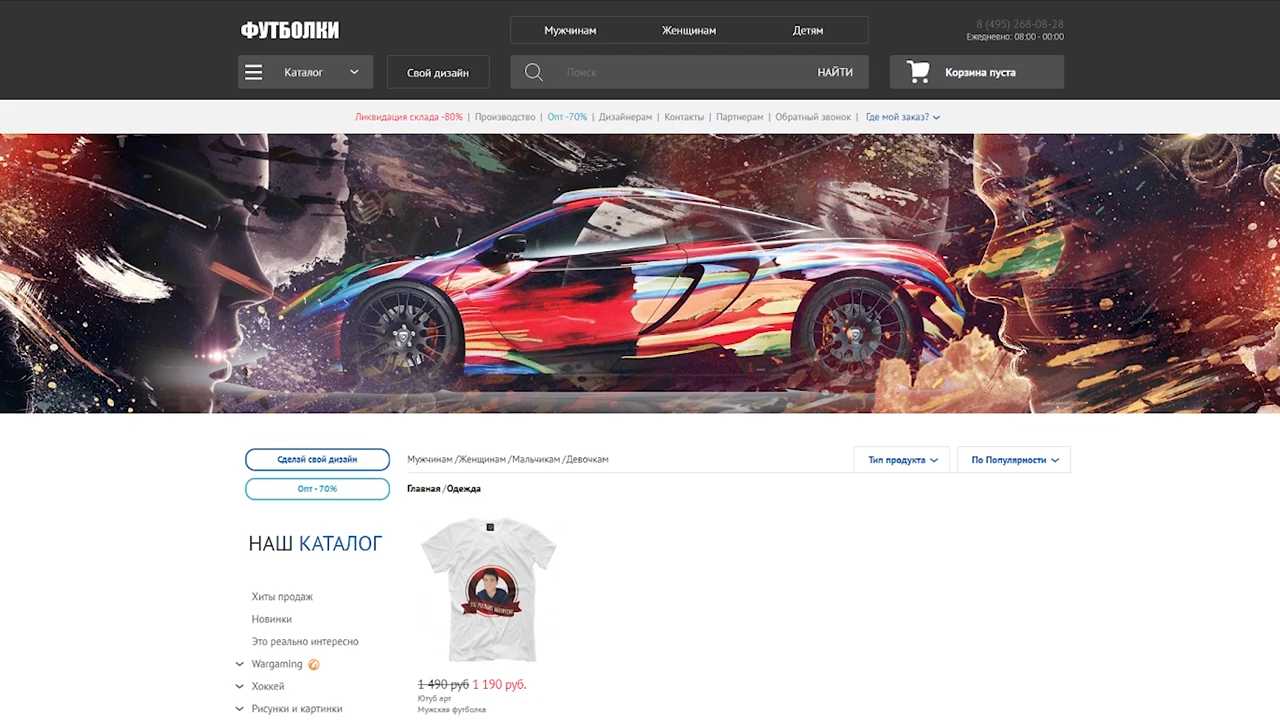 ФУТБОЛКИ
Мужчинам Женщинам Детям
8 (495) 268-08-28
Ежедневно: 08:00 - 00:00
Каталог
Свой дизайн
Поиск НАЙТИ
Корзина пуста
Ликвидация склада -80% | Производство | Опт -70% | Дизайнерам | Контакты | Партнерам | Обратный звонок | Где мой заказ?
Сделай свой дизайн
Опт - 70%
Мужчинам /Женщинам /Мальчикам /Девочкам
Тип продукта
По Популярности
Главная /Одежда
НАШ КАТАЛОГ
Хиты продаж
Новинки
Это реально интересно
Wargaming
Хоккей
Рисунки и картинки
1 490 руб 1 190 руб.
Ютуб арт
Мужская футболка